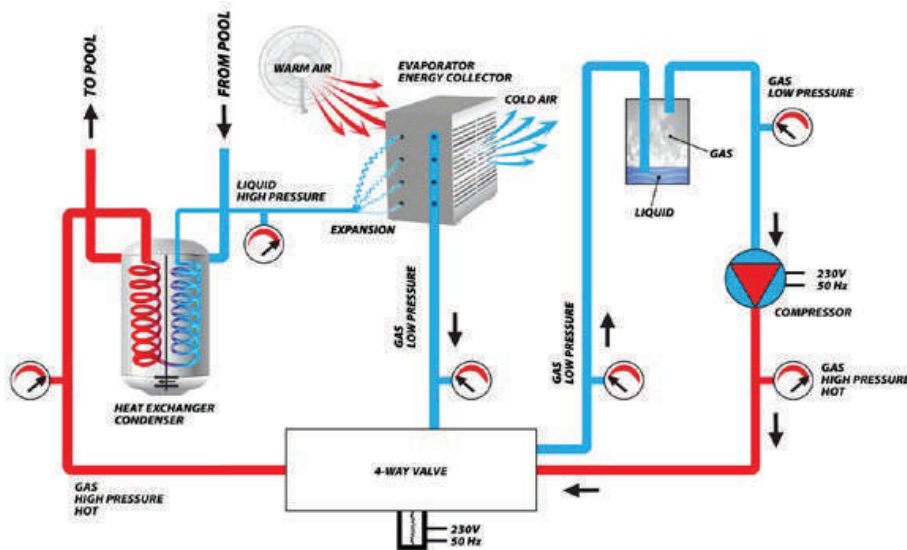 TO POOL
FROM POOL
WARM AIR
EVAPORATOR
ENERGY COLLECTOR
COLD AIR
GAS
LOW PRESSURE
GAS
LIQUID
LIQUID
HIGH PRESSURE
EXPANSION
GAS
LOW PRESSURE
GAS
LOW PRESSURE
230V
50 Hz
COMPRESSOR
GAS
HIGH PRESSURE
HOT
HEAT EXCHANGER
CONDENSER
4-WAY VALVE
GAS
HIGH PRESSURE
HOT
230V
50 Hz